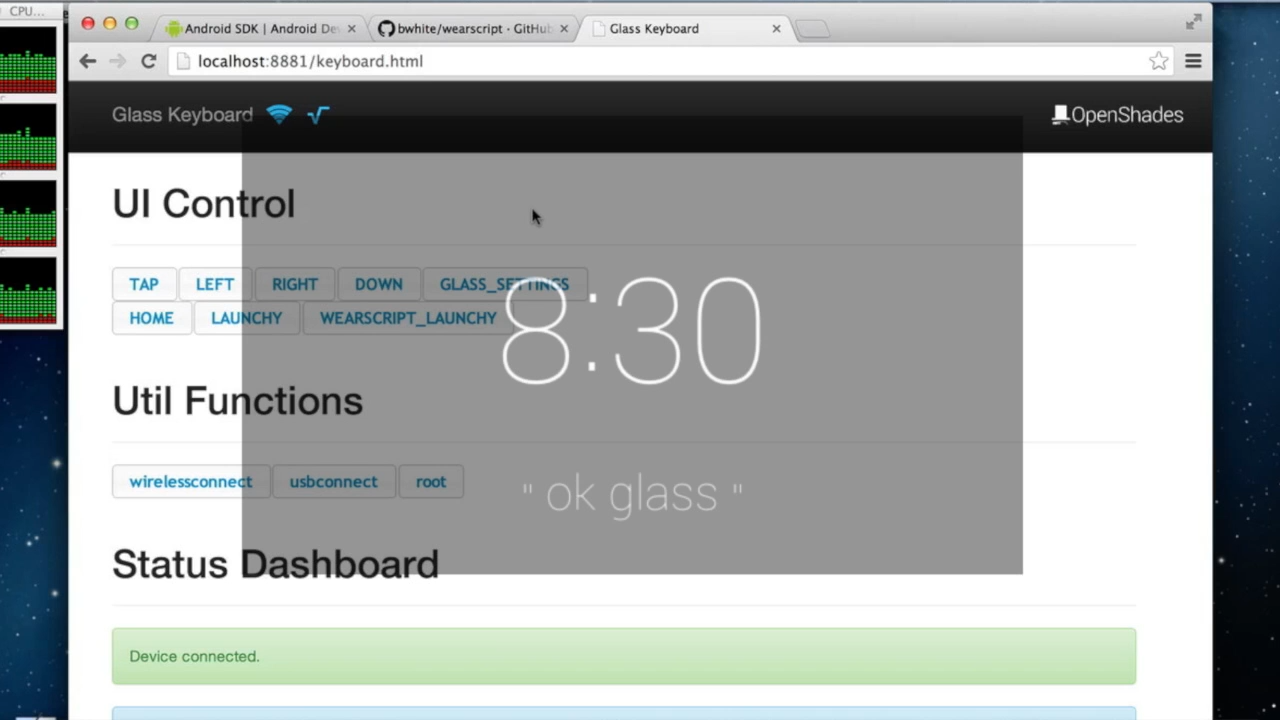 CPU...
Android SDK | Android De
bwhite/wearscript · GitHub
Glass Keyboard
localhost:8881/keyboard.html
Glass Keyboard
OpenShades
UI Control
TAP LEFT RIGHT DOWN GLASS_SETTINGS
HOME LAUNCHY WEARSCRIPT_LAUNCHY
8:30
Util Functions
wirelessconnect usbconnect root
" ok glass "
Status Dashboard
Device connected.